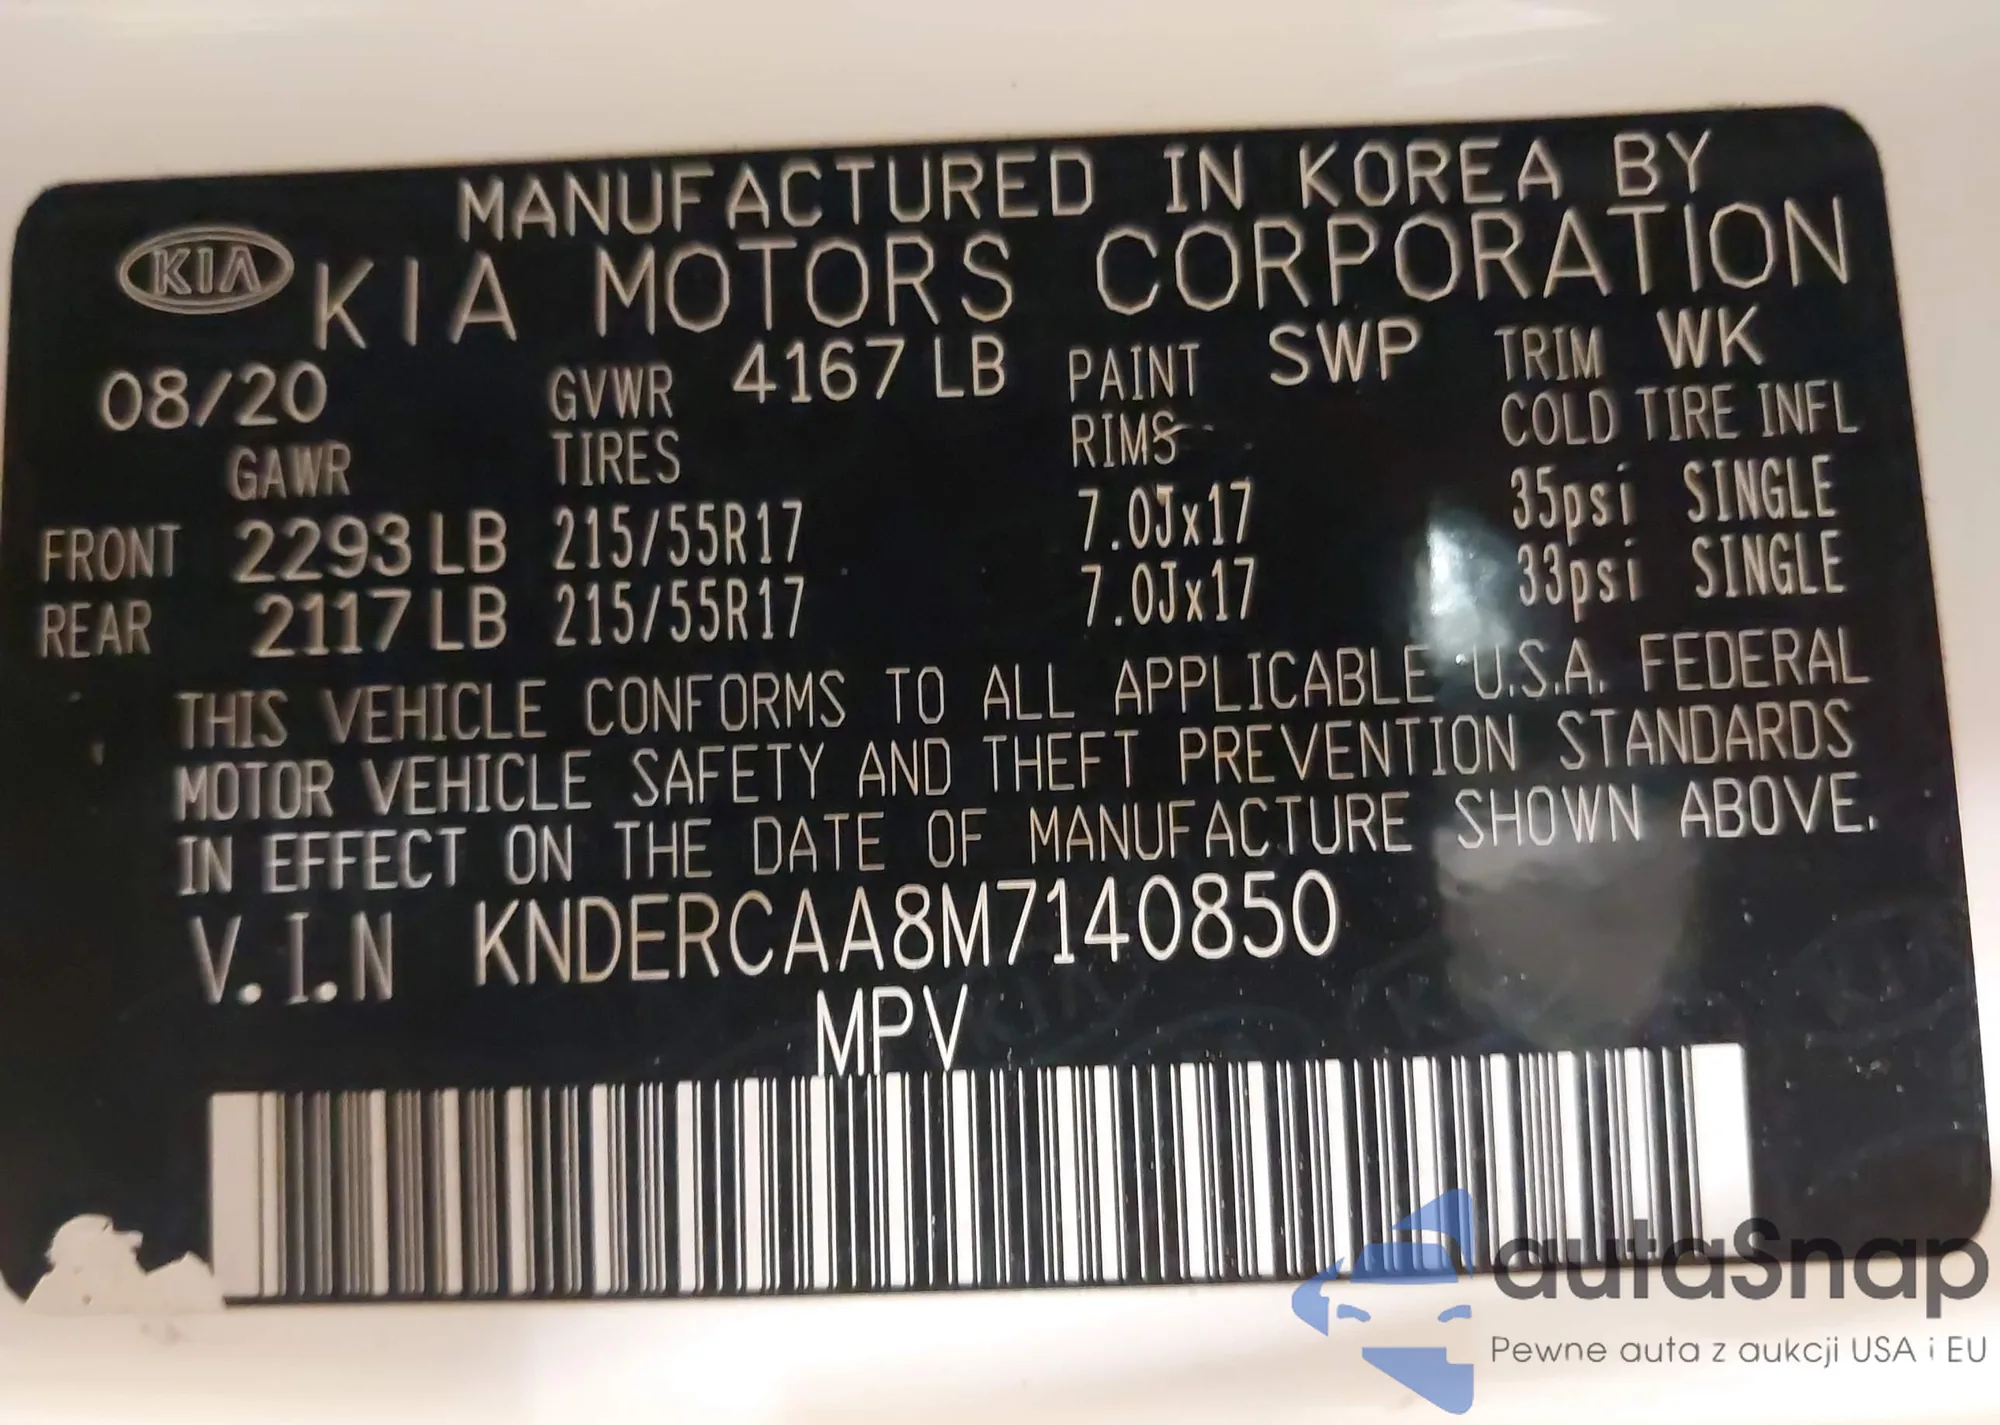 MANUFACTURED IN KOREA BY
KIA KIA MOTORS CORPORATION
08/20 GVWR 4167 LB PAINT SWP TRIM WK
GAWR TIRES RIMS COLD TIRE INFL
FRONT 2293 LB 215/55R17 7.0Jx17 35psi SINGLE
REAR 2117 LB 215/55R17 7.0Jx17 33psi SINGLE
THIS VEHICLE CONFORMS TO ALL APPLICABLE U.S.A. FEDERAL
MOTOR VEHICLE SAFETY AND THEFT PREVENTION STANDARDS
IN EFFECT ON THE DATE OF MANUFACTURE SHOWN ABOVE.
V.I.N KNDERCAA8M7140850
MPV
autaSnap
Pewne auta z aukcji USA i EU